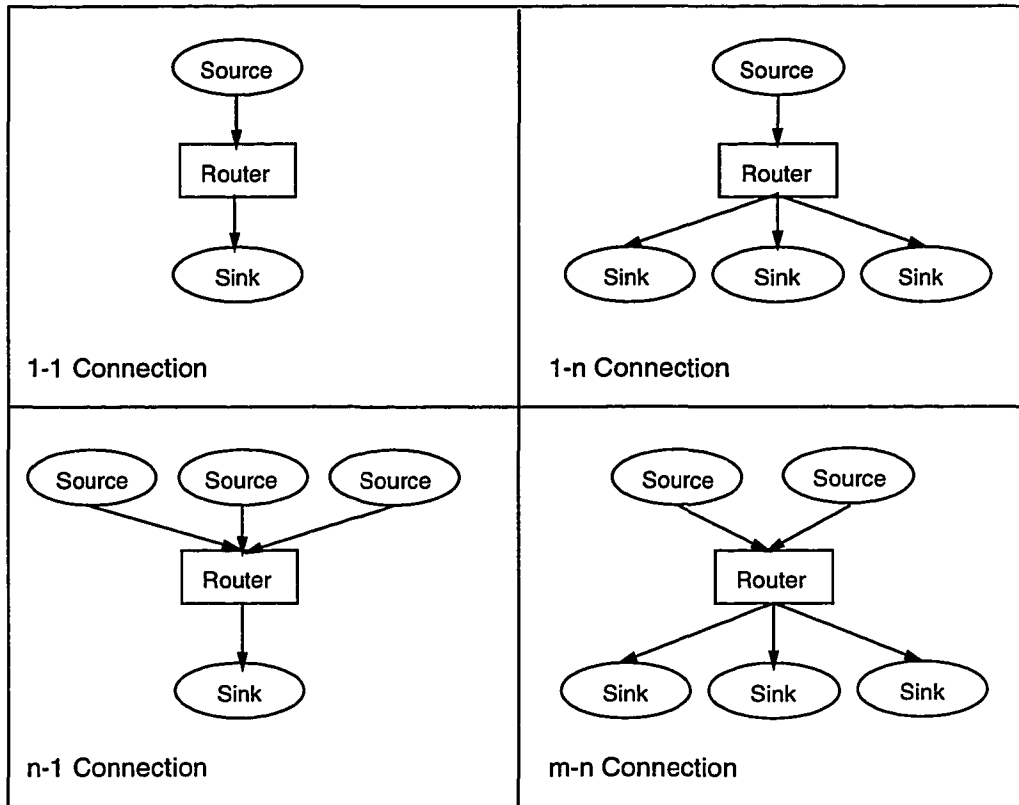 Source
Router
Sink
1-1 Connection
Source
Router
Sink Sink Sink
1-n Connection
Source Source Source
Router
Sink
n-1 Connection
Source Source
Router
Sink Sink Sink
m-n Connection